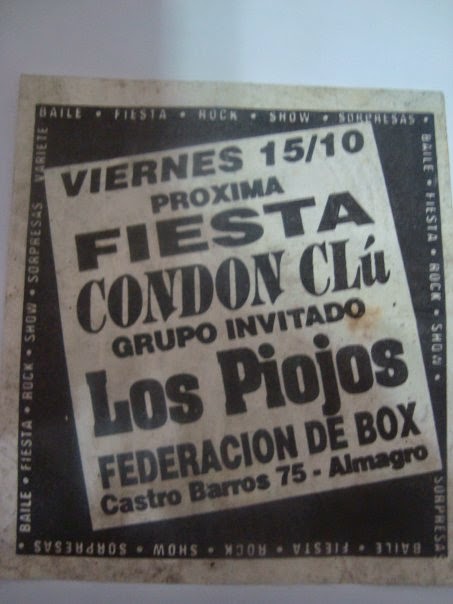 BAILE • FIESTA • ROCK • SHOW • SORPRESAS •
BAILE • FIESTA • ROCK • SHOW •
SORPRESAS
BAILE • FIESTA • ROCK • SHOW • SORPRESAS •
• BAILE • FIESTA • ROCK • SHOW • SORPRESAS VARIETE
VIERNES 15/10
PROXIMA
FIESTA
CONDON CLú
GRUPO INVITADO
Los Piojos
FEDERACION DE BOX
Castro Barros 75 - Almagro